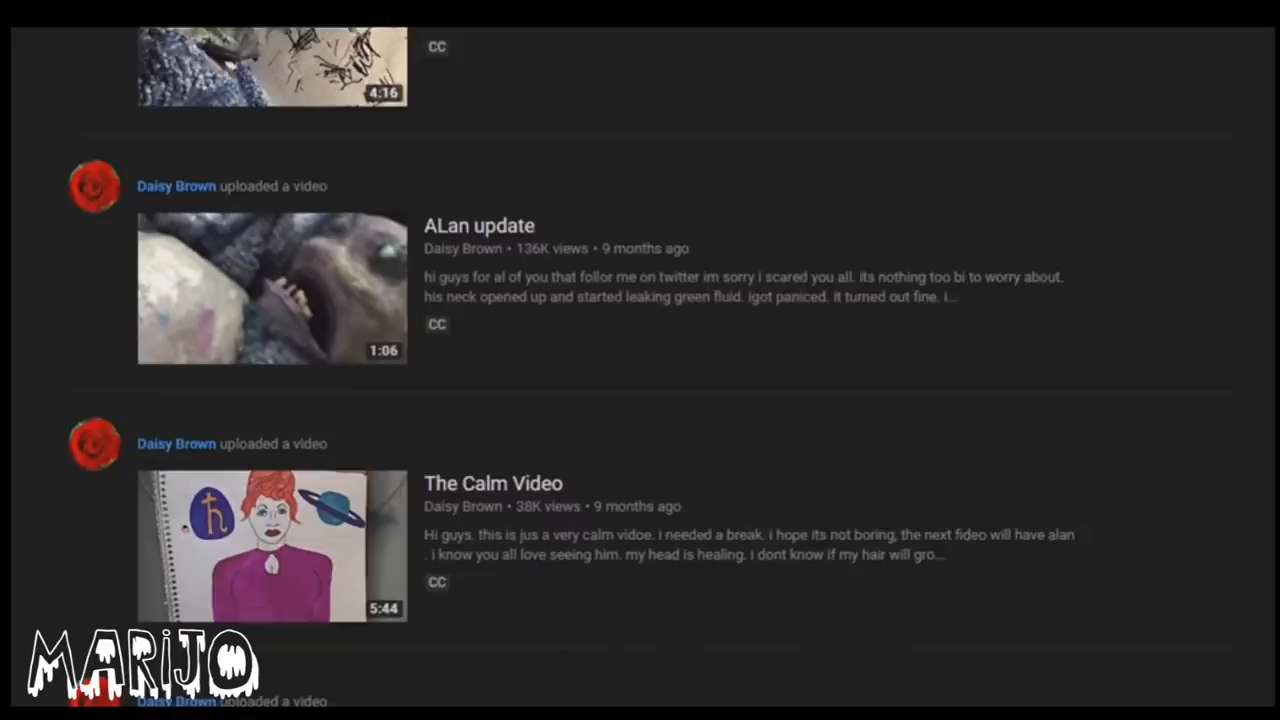 CC
4:16
Daisy Brown uploaded a video
ALan update
Daisy Brown • 136K views • 9 months ago
hi guys for al of you that follor me on twitter im sorry i scared you all. its nothing too bi to worry about.
his neck opened up and started leaking green fluid. igot paniced. it turned out fine. i...
1:06
CC
Daisy Brown uploaded a video
The Calm Video
Daisy Brown • 38K views • 9 months ago
Hi guys. this is jus a very calm vidoe. i needed a break. i hope its not boring, the next fideo will have alan
. i know you all love seeing him. my head is healing. i dont know if my hair will gro...
5:44
CC
MARiJO
Daisy Brown uploaded a video